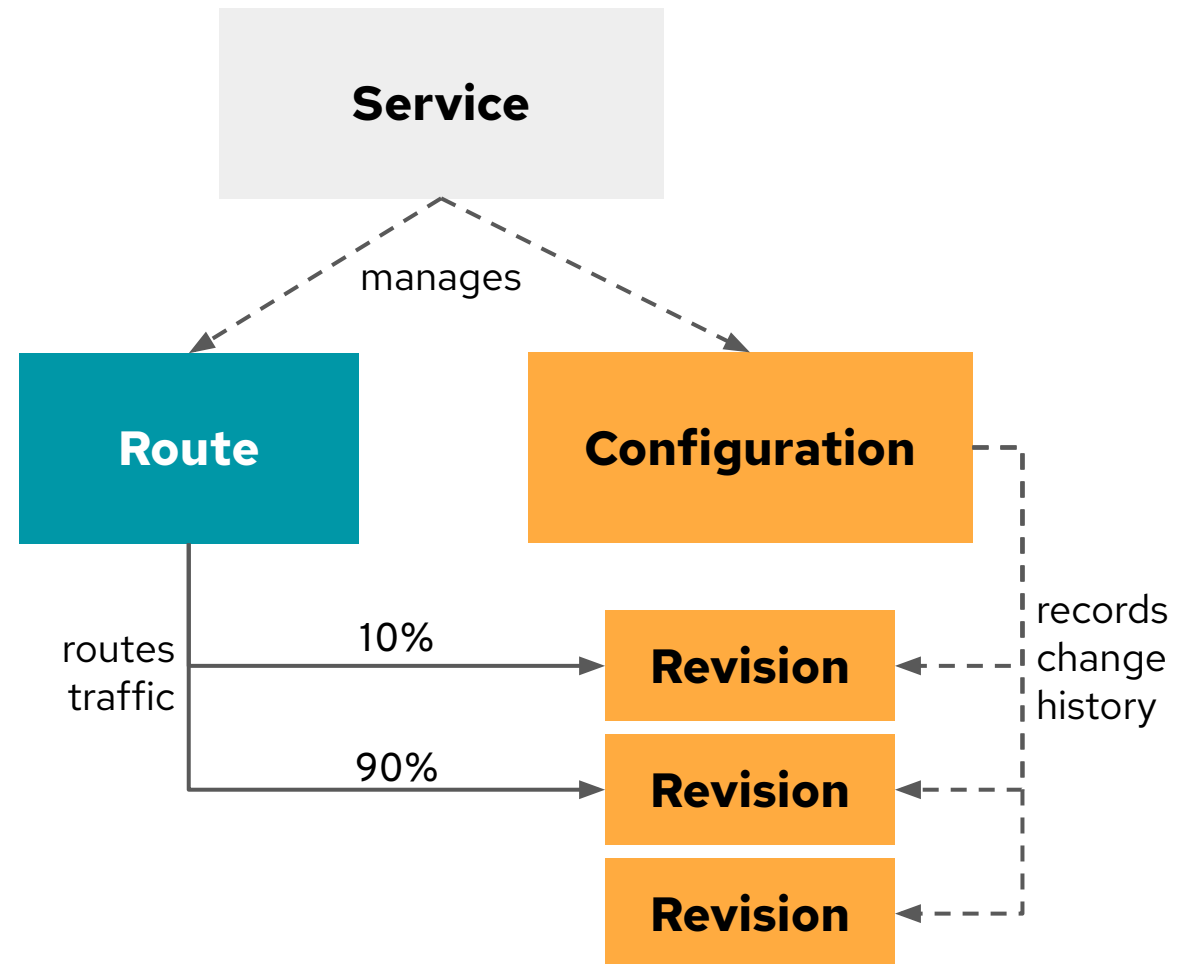 Service
manages
Route
Configuration
routes
traffic
10%
90%
Revision
Revision
Revision
records
change
history